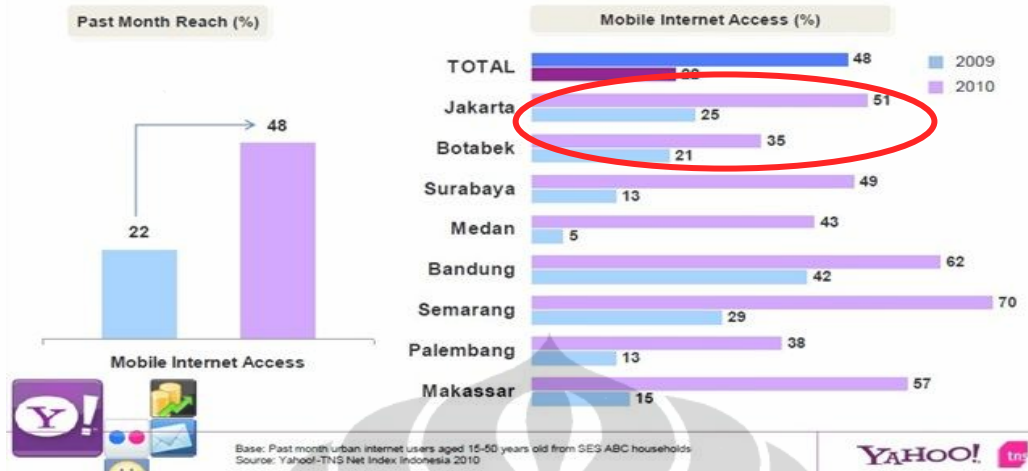 Past Month Reach (%)
48
22
Mobile Internet Access
Mobile Internet Access (%)
2009
2010
TOTAL 48
22
Jakarta 51
25
Botabek 35
21
Surabaya 49
13
Medan 43
5
Bandung 62
42
Semarang 70
29
Palembang 38
13
Makassar 57
15
Y!
Base: Past month urban internet users aged 15-50 years old from SES ABC households
Source: Yahoo!-TNS Net Index Indonesia 2010
YAHOO!
tns